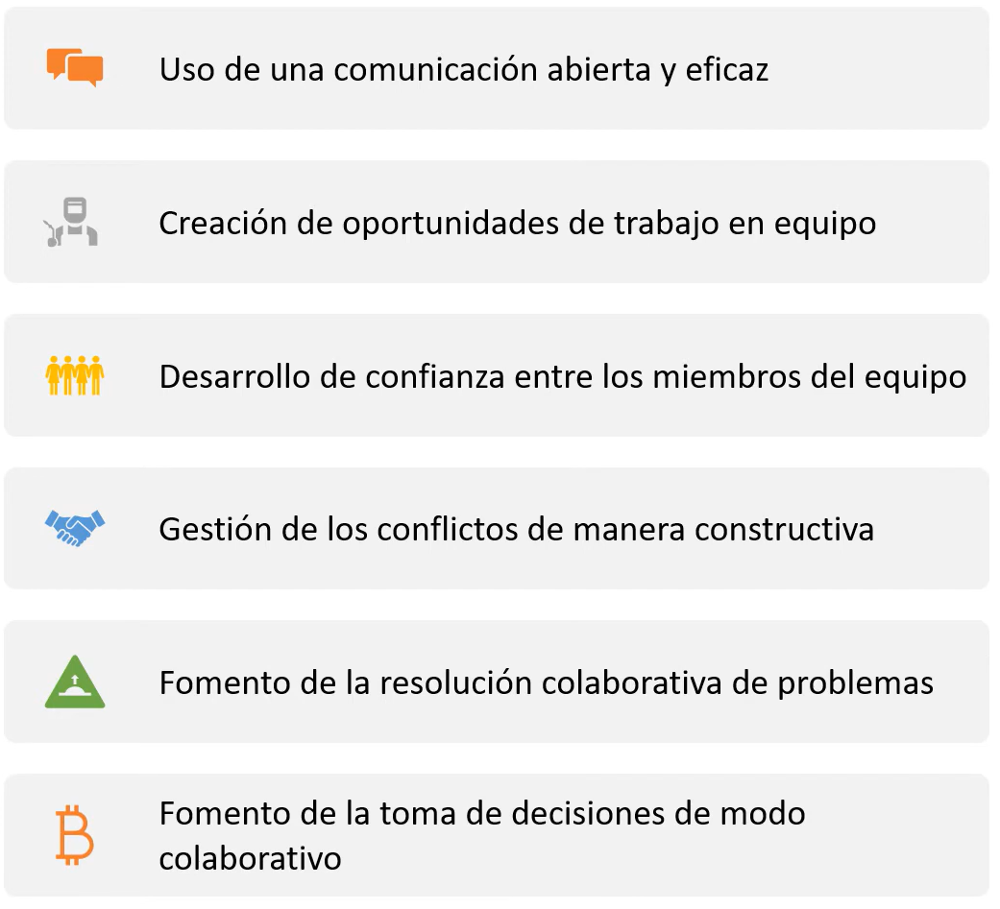 Uso de una comunicación abierta y eficaz
Creación de oportunidades de trabajo en equipo
Desarrollo de confianza entre los miembros del equipo
Gestión de los conflictos de manera constructiva
Fomento de la resolución colaborativa de problemas
Fomento de la toma de decisiones de modo
colaborativo